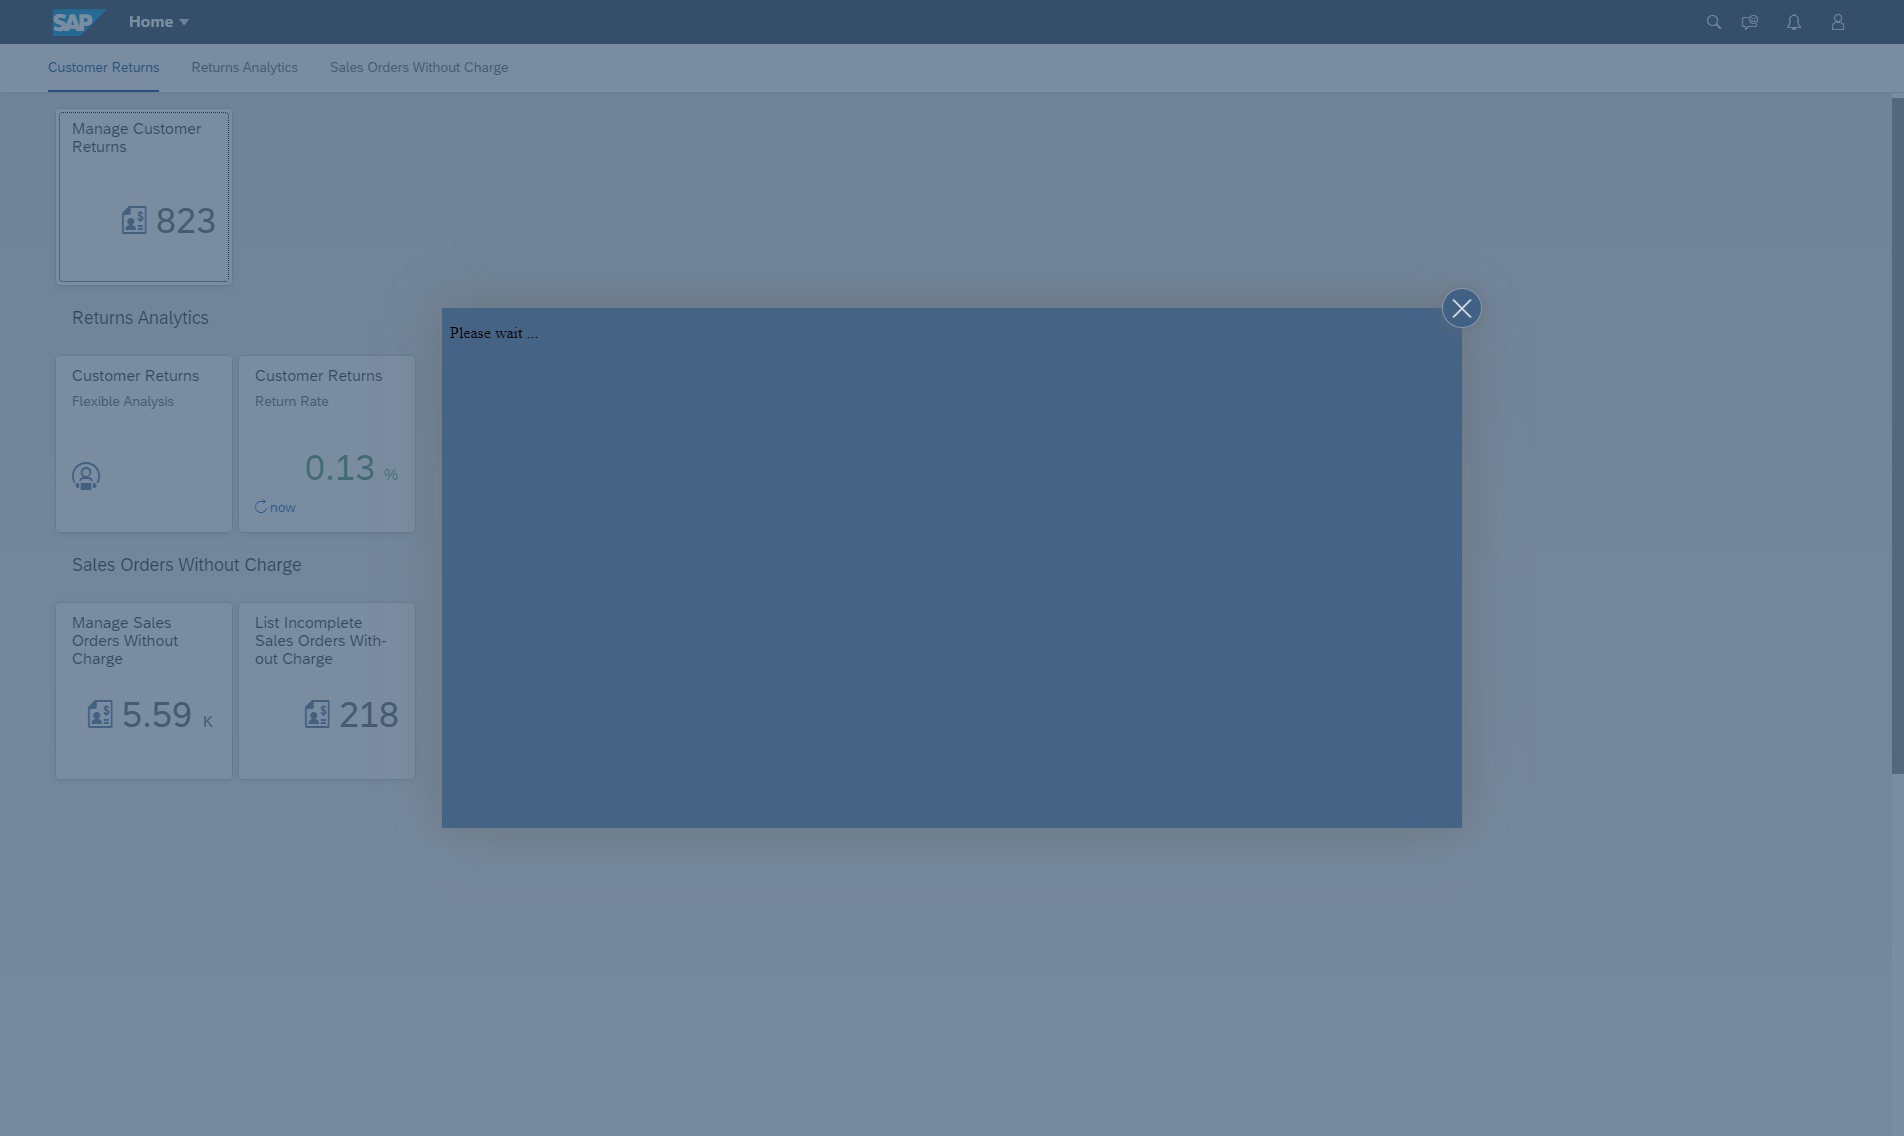 SAP Home
Customer Returns Returns Analytics Sales Orders Without Charge
Manage Customer
Returns
823
Returns Analytics
Customer Returns
Flexible Analysis
Customer Returns
Return Rate
0.13 %
now
Sales Orders Without Charge
Manage Sales
Orders Without
Charge
5.59 K
List Incomplete
Sales Orders With-
out Charge
218
Please wait ...